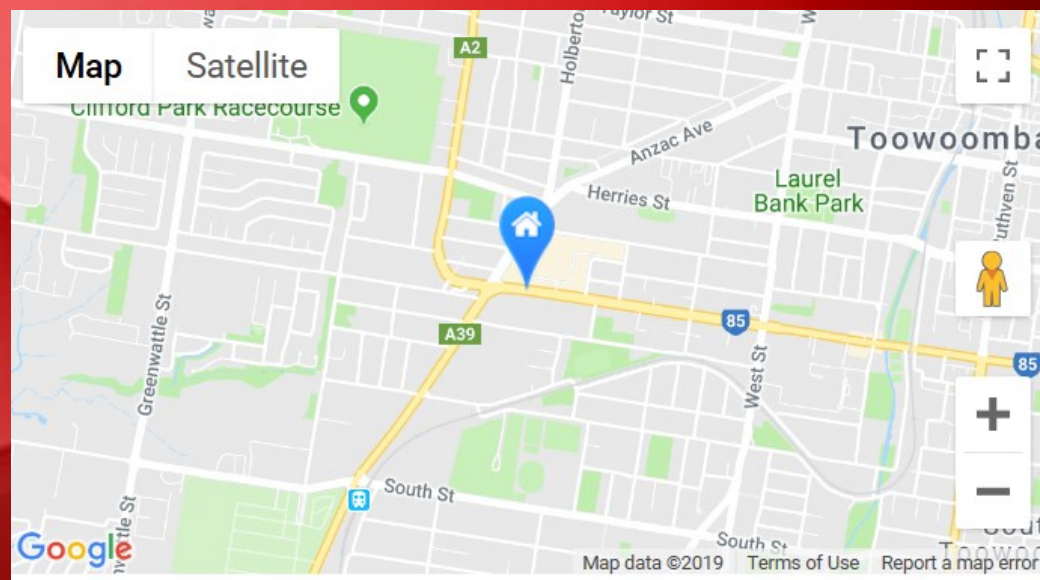 Taylor St
A2
Map
Satellite
Holberton
Clifford Park Racecourse
Anzac Ave
Toowoomba
Laurel
Bank Park
Herries St
Ruthven St
85
A39
85
Greenwattle St
West St
South St
South St
Google
Map data ©2019
Terms of Use
Report a map error